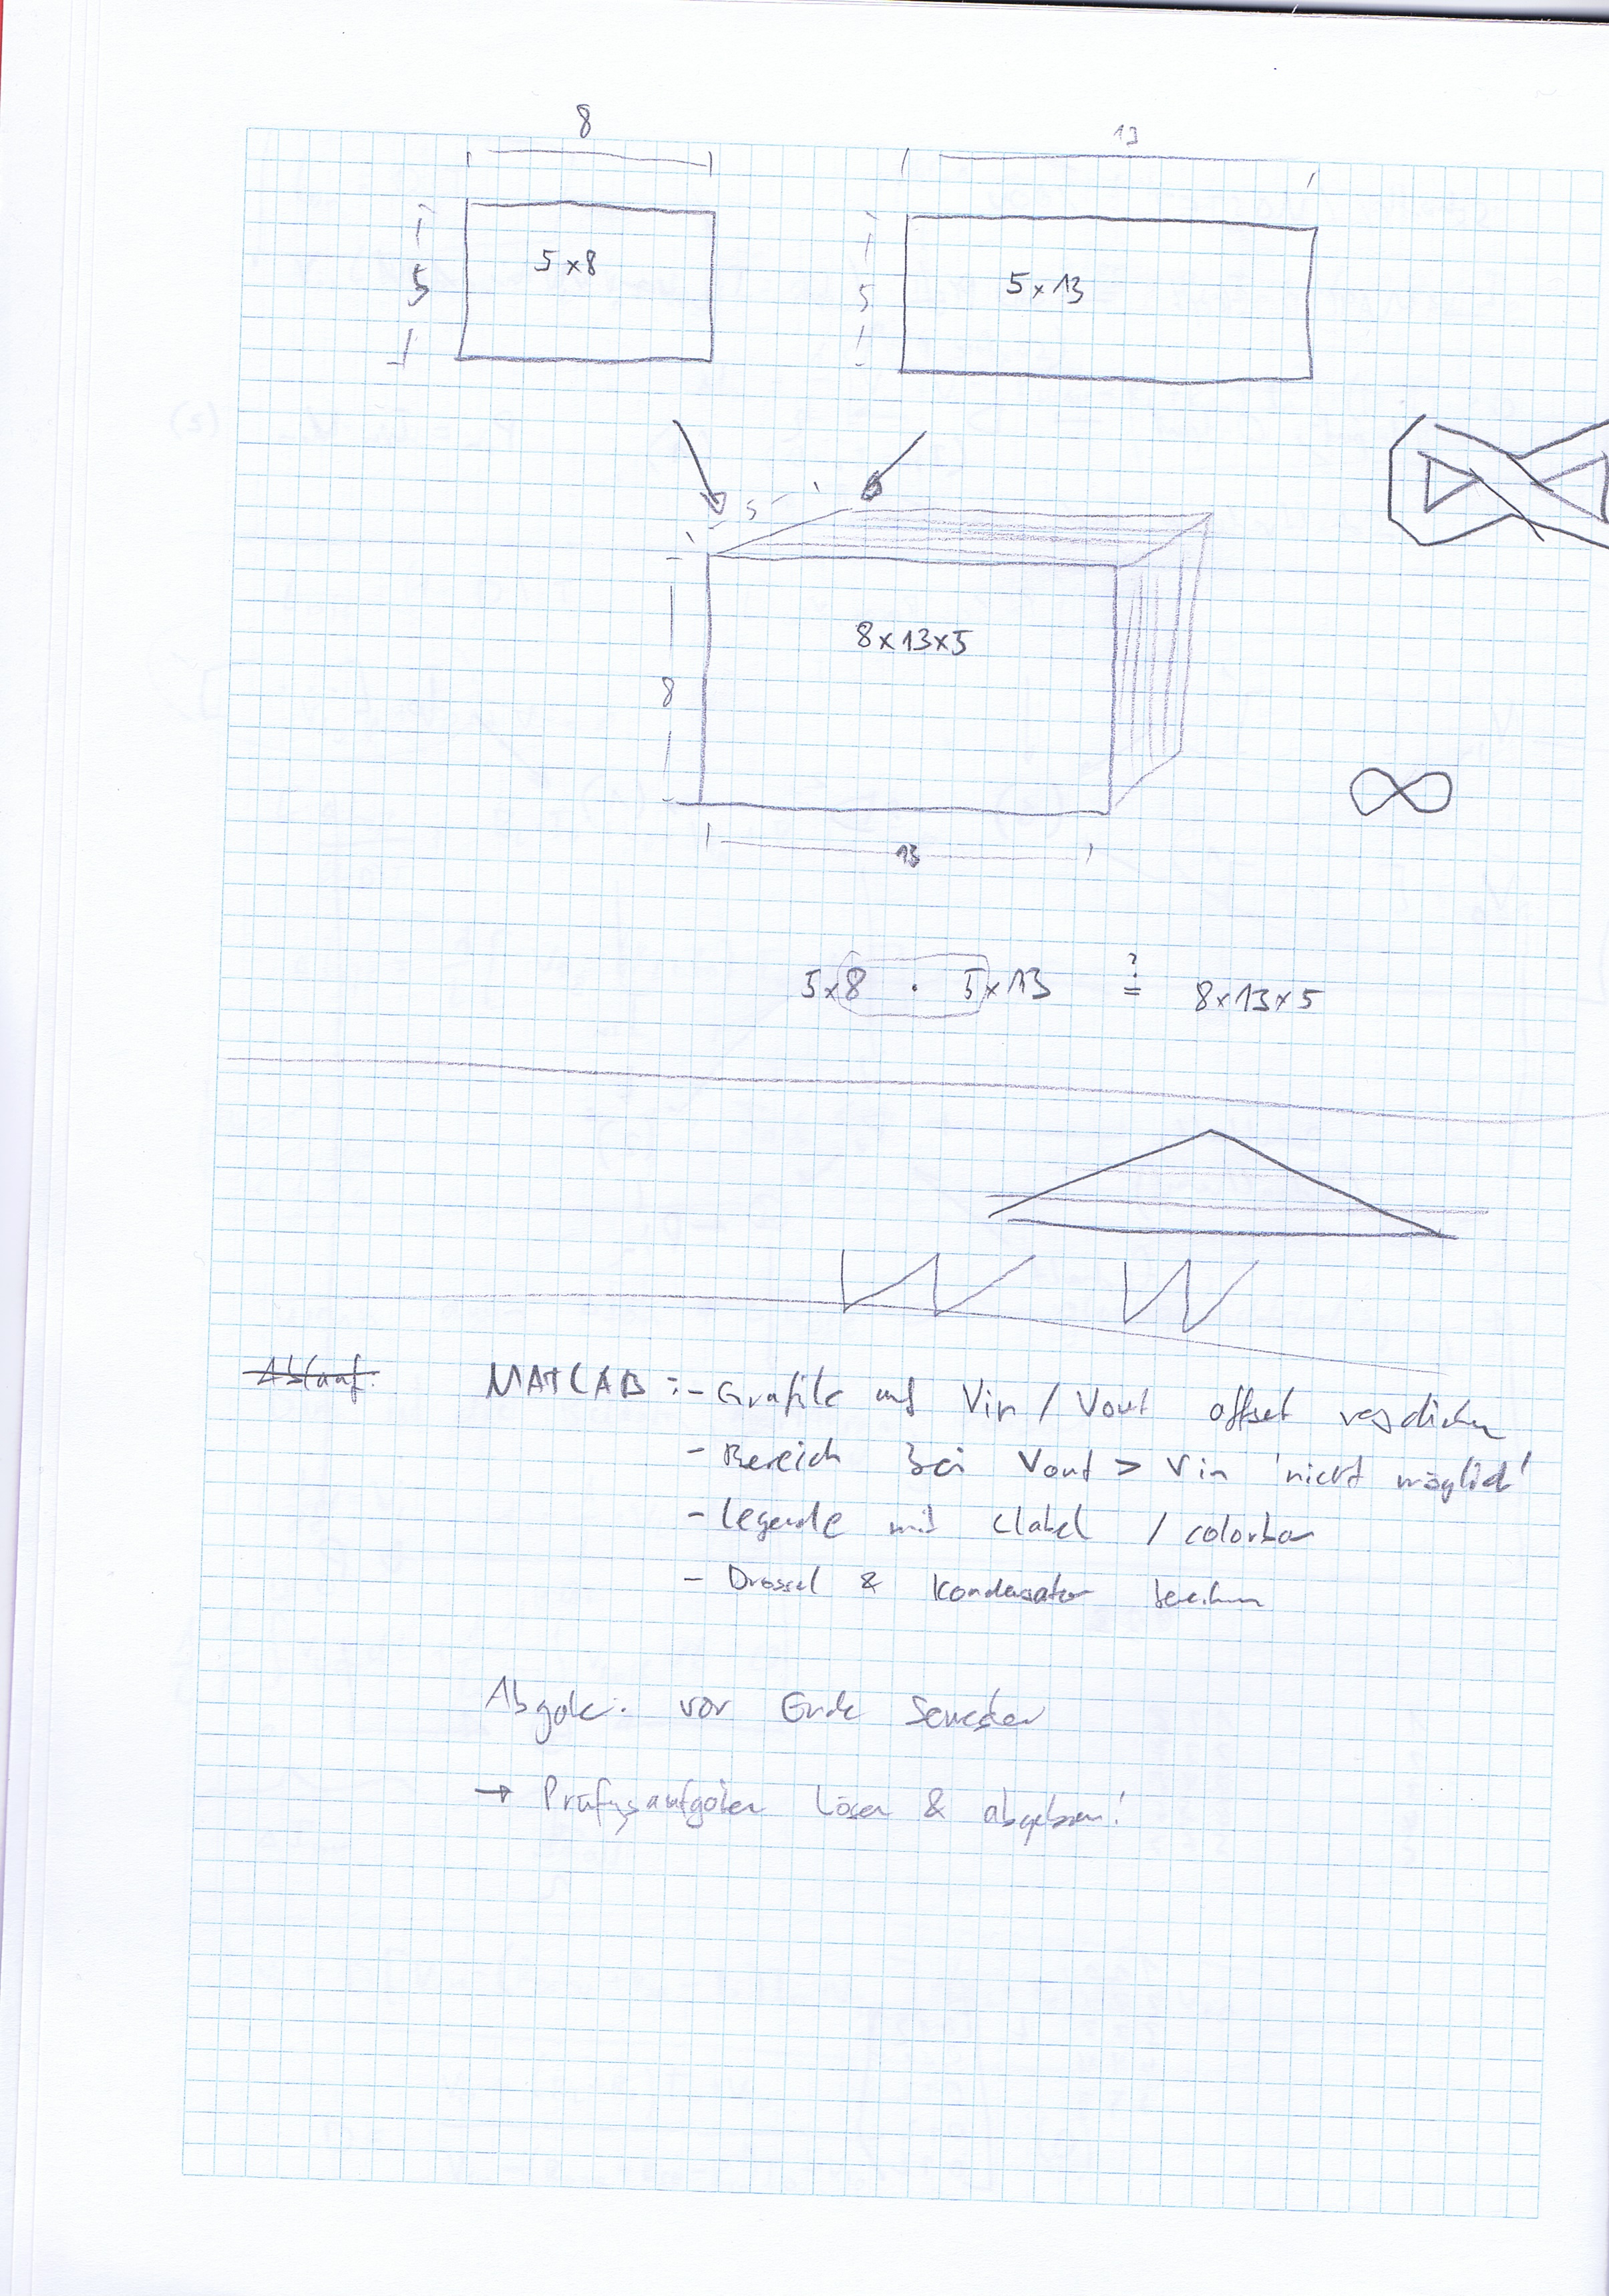 8
13
5
5x8
5
5x13
5
8x13x5
8
13
5x8 · 5x13 ≟ 8x13x5
Ablauf:
MATLAB: - Grafik auf Vin / Vout offset vergleichen
- Bereich bei Vout > Vin 'nicht möglich'
- Legende mit clabel / colorbar
- Drossel & Kondensator berechnen
Abgabe: vor Ende Semester
→ Prüfungsaufgaben lösen & abgeben!